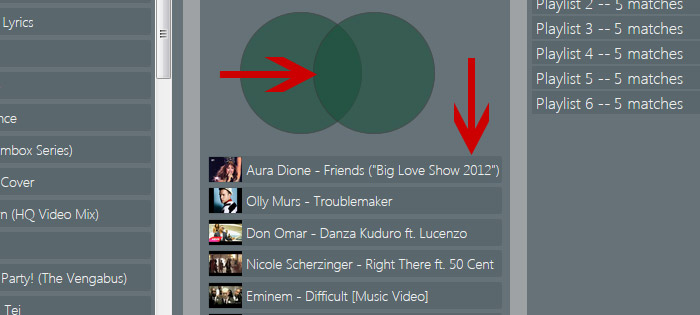 Lyrics
nce
mbox Series)
Cover
n (HQ Video Mix)
Party! (The Vengabus)
Tei
Aura Dione - Friends ("Big Love Show 2012")
Olly Murs - Troublemaker
Don Omar - Danza Kuduro ft. Lucenzo
Nicole Scherzinger - Right There ft. 50 Cent
Eminem - Difficult [Music Video]
Playlist 2 -- 5 matches
Playlist 3 -- 5 matches
Playlist 4 -- 5 matches
Playlist 5 -- 5 matches
Playlist 6 -- 5 matches